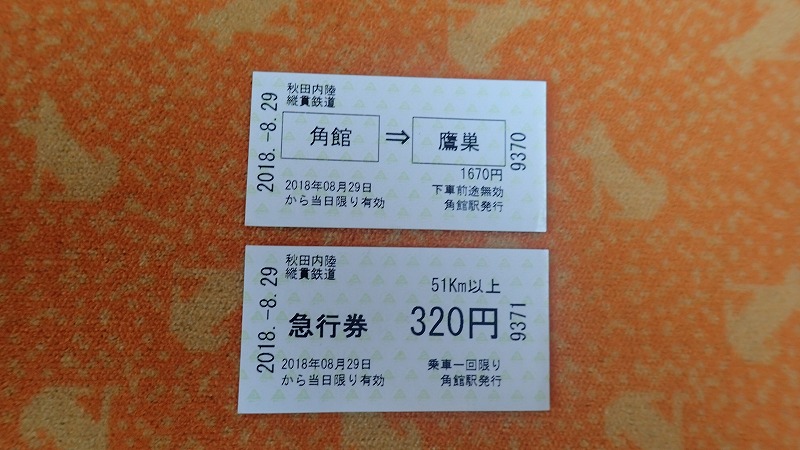 秋田内陸
縦貫鉄道
2018.-8.29
角館 ⇒ 鷹巣
9370
1670円
2018年08月29日
から当日限り有効
下車前途無効
角館駅発行
秋田内陸
縦貫鉄道
2018.-8.29
51Km以上
急行券 320円
9371
2018年08月29日
から当日限り有効
乗車一回限り
角館駅発行